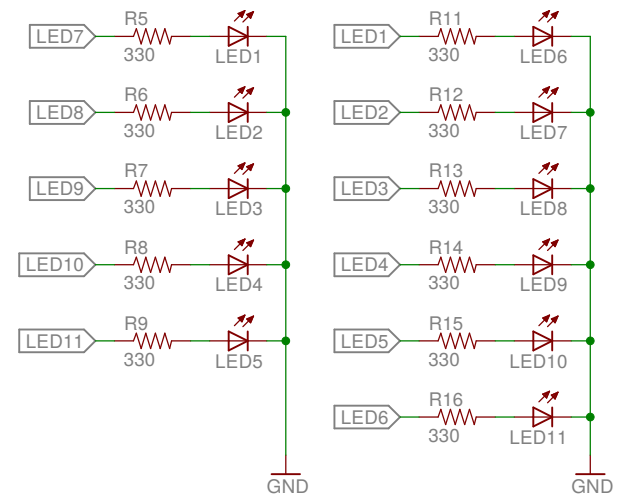 R5
LED7
330
LED1
R6
LED8
330
LED2
R7
LED9
330
LED3
R8
LED10
330
LED4
R9
LED11
330
LED5
GND
R11
LED1
330
LED6
R12
LED2
330
LED7
R13
LED3
330
LED8
R14
LED4
330
LED9
R15
LED5
330
LED10
R16
LED6
330
LED11
GND